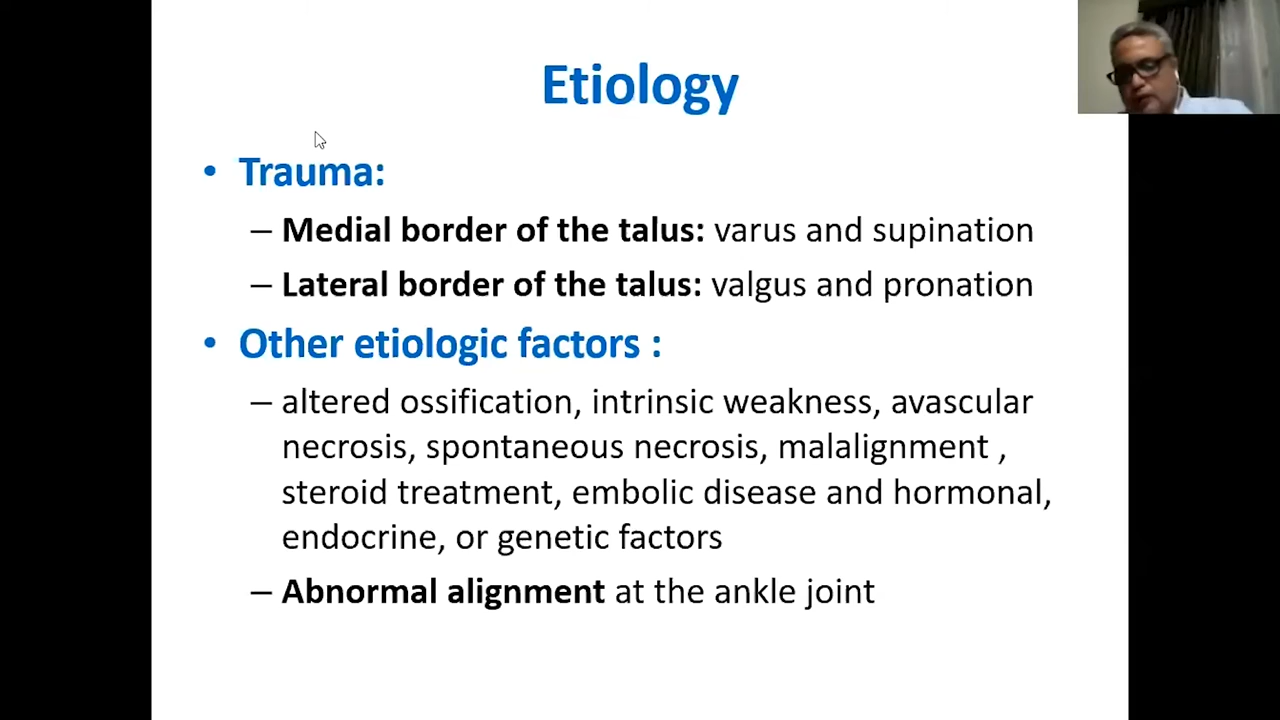 Etiology
• Trauma:
– Medial border of the talus: varus and supination
– Lateral border of the talus: valgus and pronation
• Other etiologic factors :
– altered ossification, intrinsic weakness, avascular
necrosis, spontaneous necrosis, malalignment ,
steroid treatment, embolic disease and hormonal,
endocrine, or genetic factors
– Abnormal alignment at the ankle joint